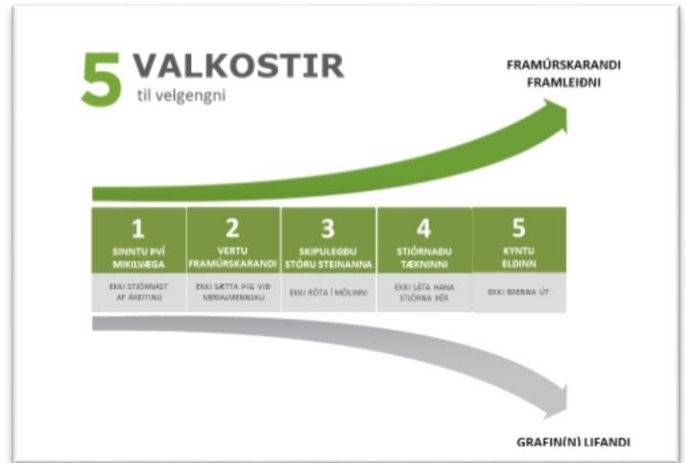 5 VALKOSTIR
til velgengni
FRAMÚRSKARANDI
FRAMLEIÐNI
1
SINNTU ÞVÍ
MIKILVÆGA
EKKI STJÓRNAST
AF ÁREITINU
2
VERTU
FRAMÚRSKARANDI
EKKI SÆTTA ÞIG VIÐ
MEÐALMENNSKU
3
SKIPULEGÐU
STÓRU STEINANNA
EKKI RÓTA Í MÖLINNI
4
STJÓRNAÐU
TÆKNINNI
EKKI LÁTA HANA
STJÓRNA ÞÉR
5
KYNTU
ELDINN
EKKI BRENNA ÚT
GRAFIN(N) LIFANDI